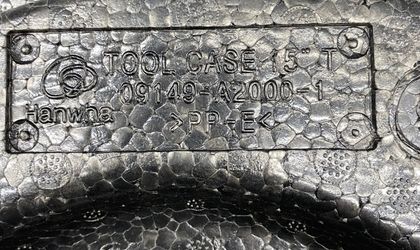 TOOL CASE 15" T
Hanwha
09149-A2000-1
>PP-E<